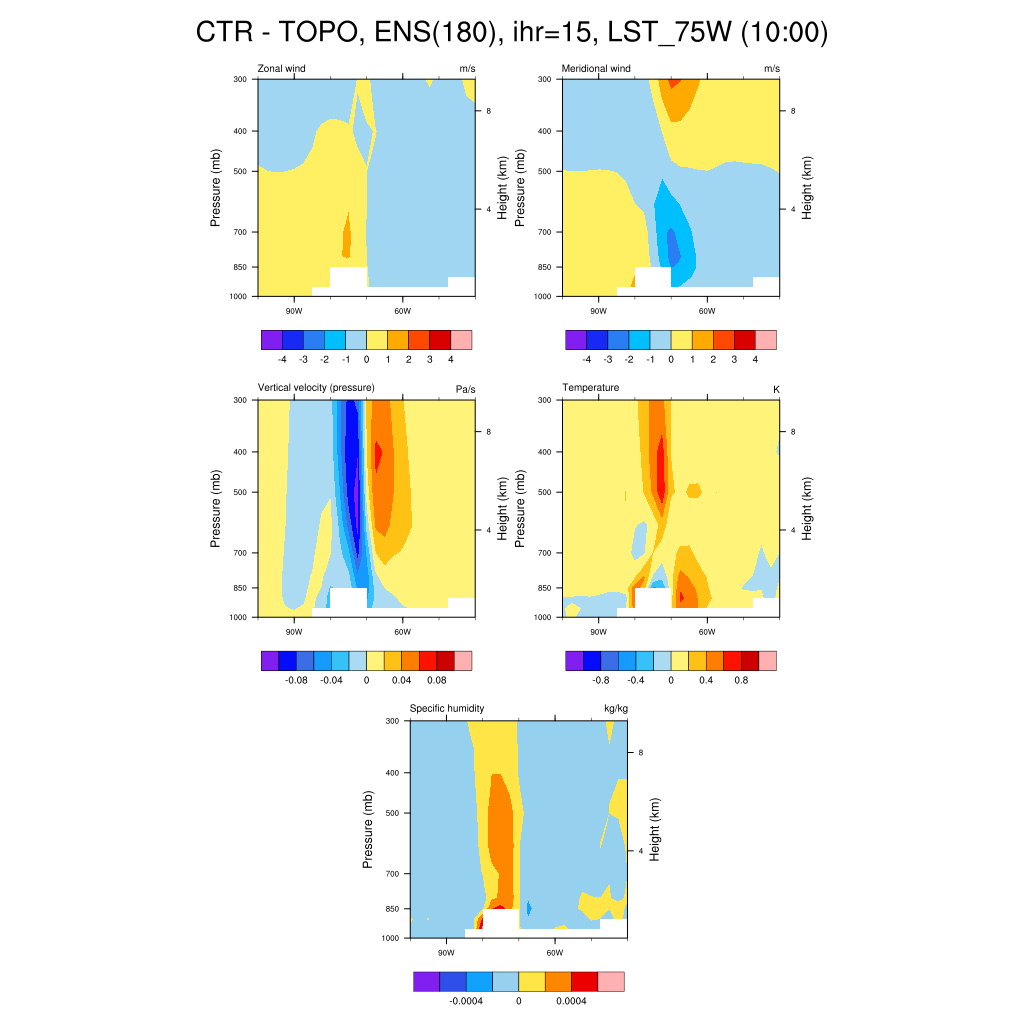 CTR - TOPO, ENS(180), ihr=15, LST_75W (10:00)
Zonal wind m/s
300
400
500
700
850
1000
Pressure (mb)
8
4
Height (km)
90W 60W
-4 -3 -2 -1 0 1 2 3 4
Meridional wind m/s
300
400
500
700
850
1000
Pressure (mb)
8
4
Height (km)
90W 60W
-4 -3 -2 -1 0 1 2 3 4
Vertical velocity (pressure) Pa/s
300
400
500
700
850
1000
Pressure (mb)
8
4
Height (km)
90W 60W
-0.08 -0.04 0 0.04 0.08
Temperature K
300
400
500
700
850
1000
Pressure (mb)
8
4
Height (km)
90W 60W
-0.8 -0.4 0 0.4 0.8
Specific humidity kg/kg
300
400
500
700
850
1000
Pressure (mb)
8
4
Height (km)
90W 60W
-0.0004 0 0.0004